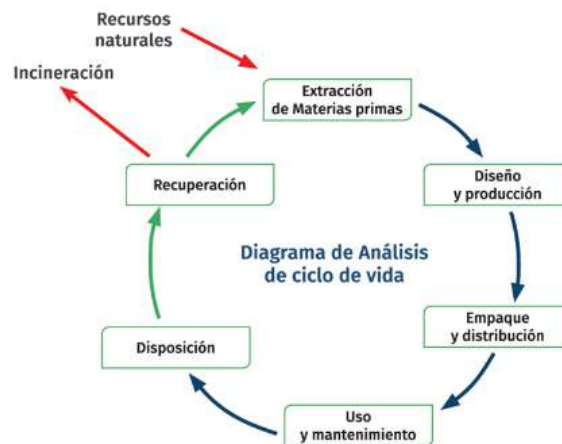 Recursos
naturales
Incineración
Extracción
de Materias primas
Recuperación
Diseño
y producción
Diagrama de Análisis
de ciclo de vida
Empaque
y distribución
Disposición
Uso
y mantenimiento